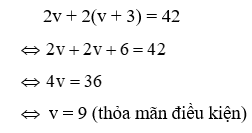 2v + 2(v + 3) = 42
⇔ 2v + 2v + 6 = 42
⇔ 4v = 36
⇔ v = 9 (thỏa mãn điều kiện)